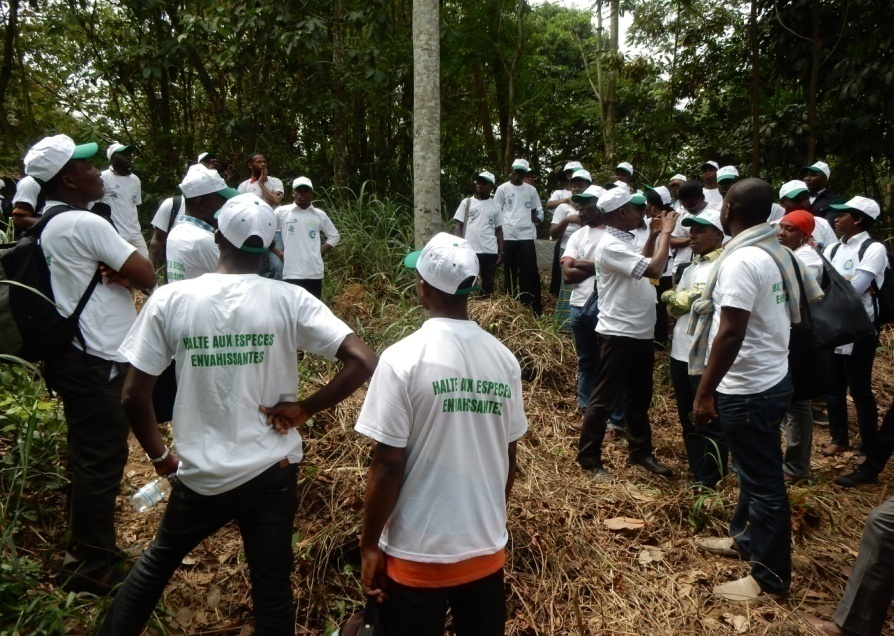 HALTE AUX ESPECES
ENVAHISSANTES
HALTE AUX ESPECES
ENVAHISSANTES